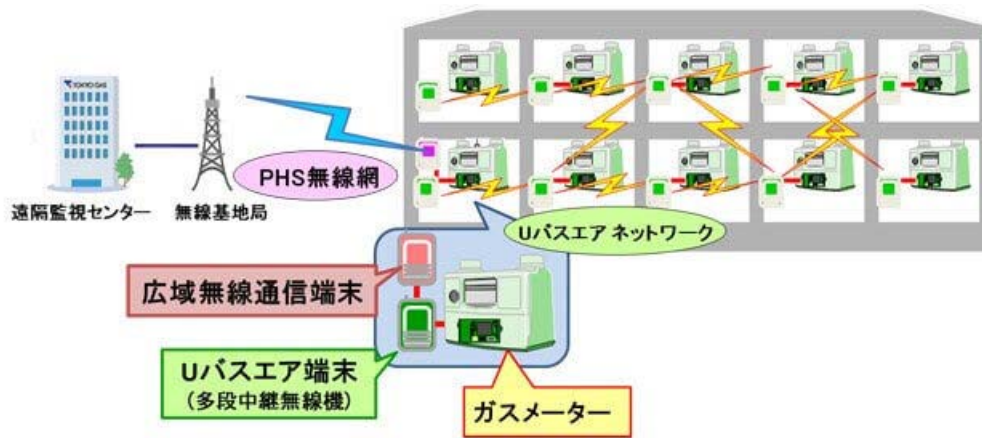 TOKYO GAS
遠隔監視センター
無線基地局
PHS無線網
Uバスエア ネットワーク
広域無線通信端末
Uバスエア端末
(多段中継無線機)
ガスメーター